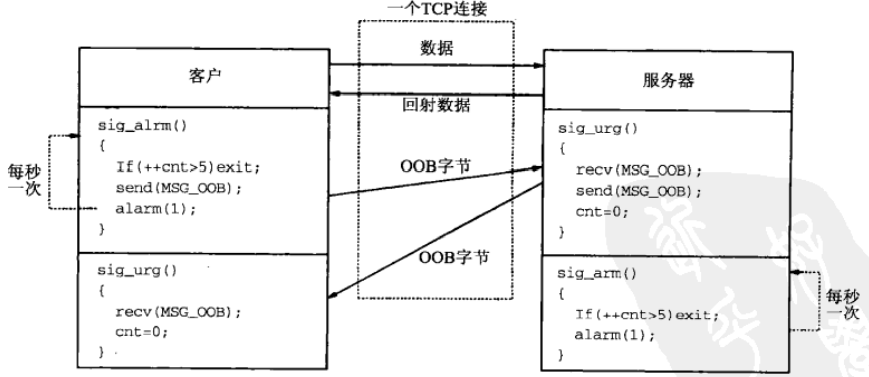 一个TCP连接
客户
数据
回射数据
服务器
sig_alrm()
{
If(++cnt>5)exit;
send(MSG_OOB);
alarm(1);
}
每秒
一次
OOB字节
OOB字节
sig_urg()
{
recv(MSG_OOB);
send(MSG_OOB);
cnt=0;
}
sig_urg()
{
recv(MSG_OOB);
cnt=0;
}
sig_arm()
{
If(++cnt>5)exit;
alarm(1);
}
每秒
一次